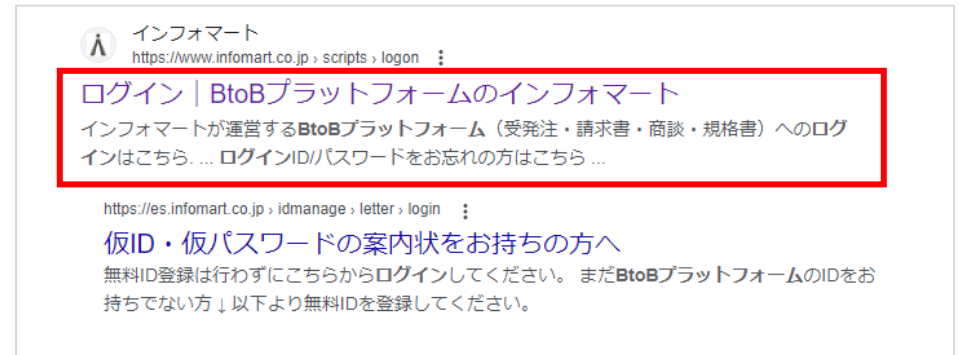 インフォマート
https://www.infomart.co.jp › scripts › logon
ログイン｜BtoBプラットフォームのインフォマート
インフォマートが運営するBtoBプラットフォーム（受発注・請求書・商談・規格書）へのログ
インはこちら. ... ログインID/パスワードをお忘れの方はこちら ...
https://es.infomart.co.jp › idmanage › letter › login
仮ID・仮パスワードの案内状をお持ちの方へ
無料ID登録は行わずにこちらからログインしてください。 まだBtoBプラットフォームのIDをお
持ちでない方 ↓ 以下より無料IDを登録してください。